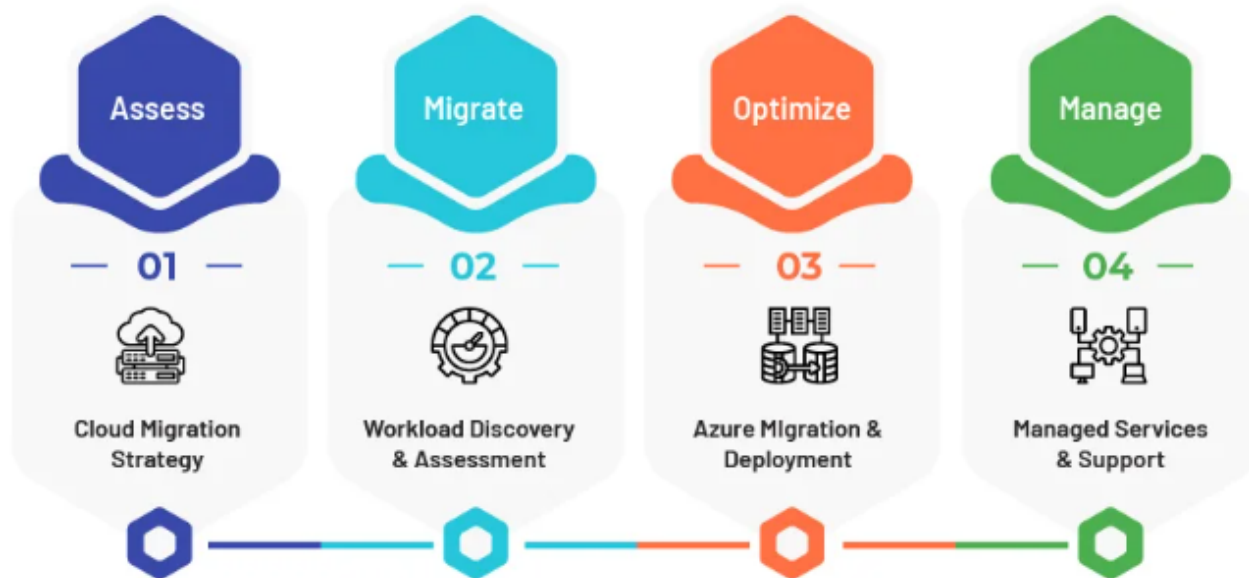 Assess
01
Cloud Migration
Strategy
Migrate
02
Workload Discovery
& Assessment
Optimize
03
Azure MIgration &
Deployment
Manage
04
Managed Services
& Support